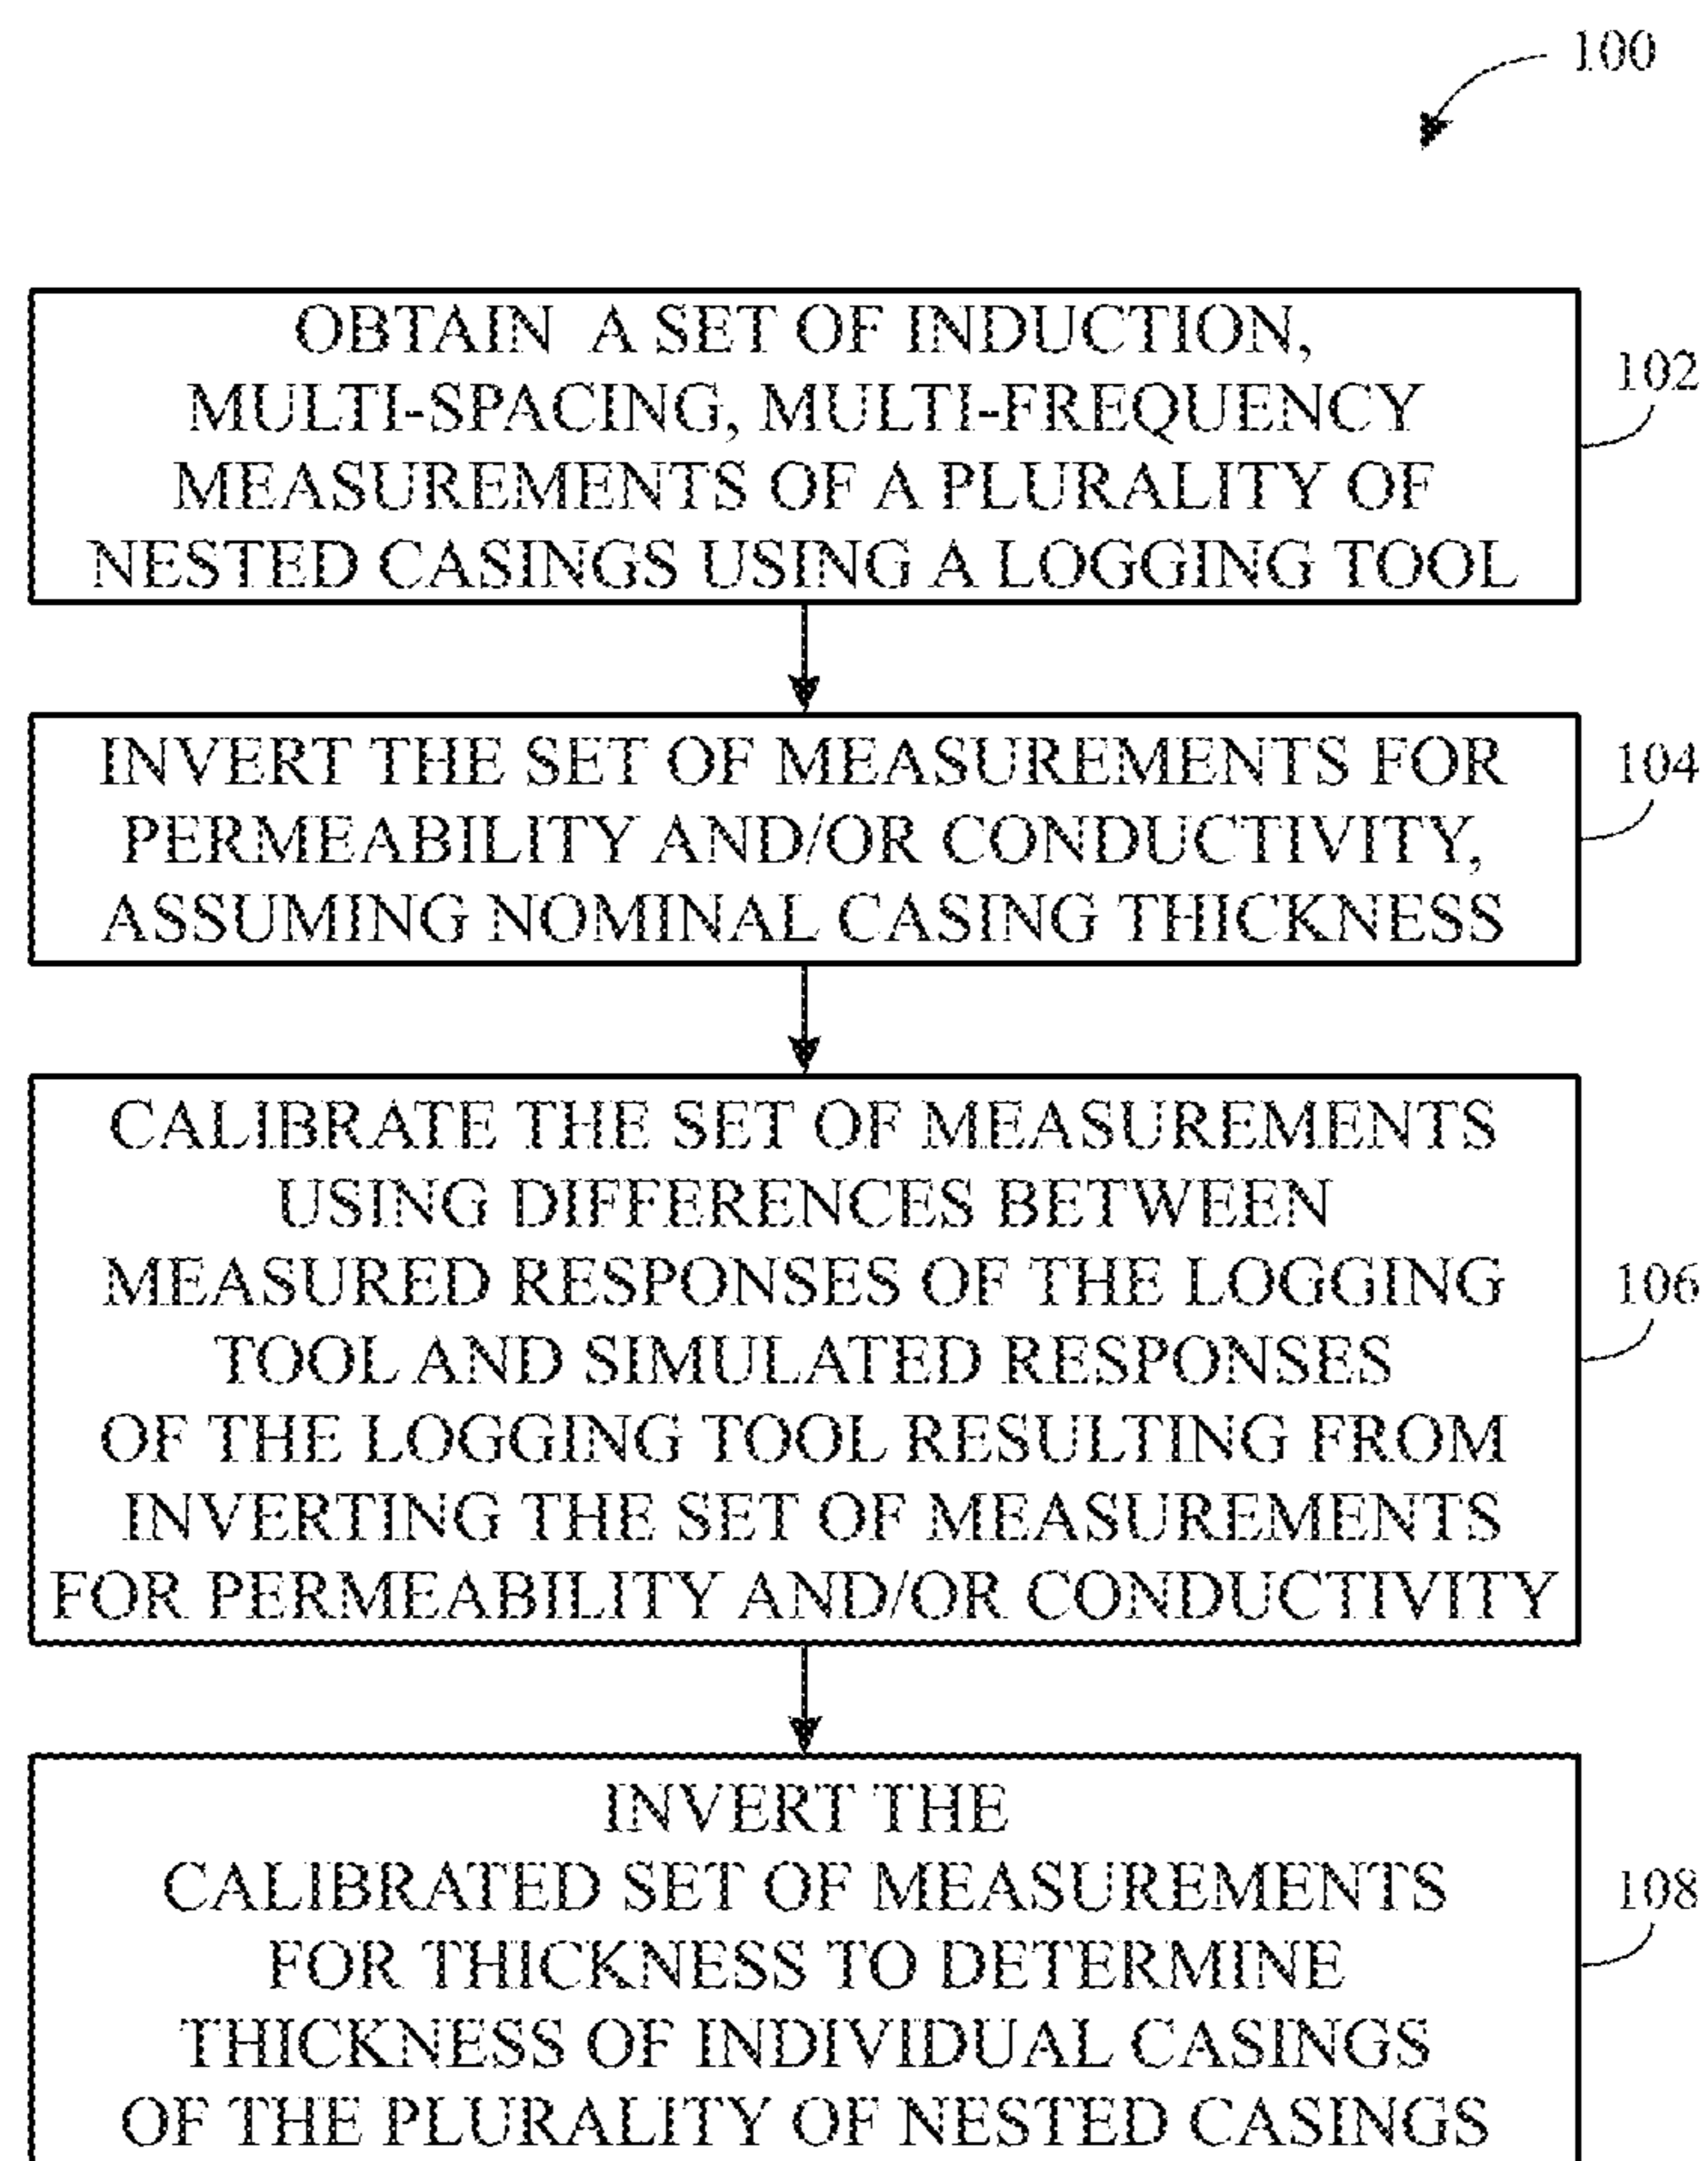 100
OBTAIN A SET OF INDUCTION,
MULTI-SPACING, MULTI-FREQUENCY
MEASUREMENTS OF A PLURALITY OF
NESTED CASINGS USING A LOGGING TOOL
102
INVERT THE SET OF MEASUREMENTS FOR
PERMEABILITY AND/OR CONDUCTIVITY,
ASSUMING NOMINAL CASING THICKNESS
104
CALIBRATE THE SET OF MEASUREMENTS
USING DIFFERENCES BETWEEN
MEASURED RESPONSES OF THE LOGGING
TOOL AND SIMULATED RESPONSES
OF THE LOGGING TOOL RESULTING FROM
INVERTING THE SET OF MEASUREMENTS
FOR PERMEABILITY AND/OR CONDUCTIVITY
106
INVERT THE
CALIBRATED SET OF MEASUREMENTS
FOR THICKNESS TO DETERMINE
THICKNESS OF INDIVIDUAL CASINGS
OF THE PLURALITY OF NESTED CASINGS
108